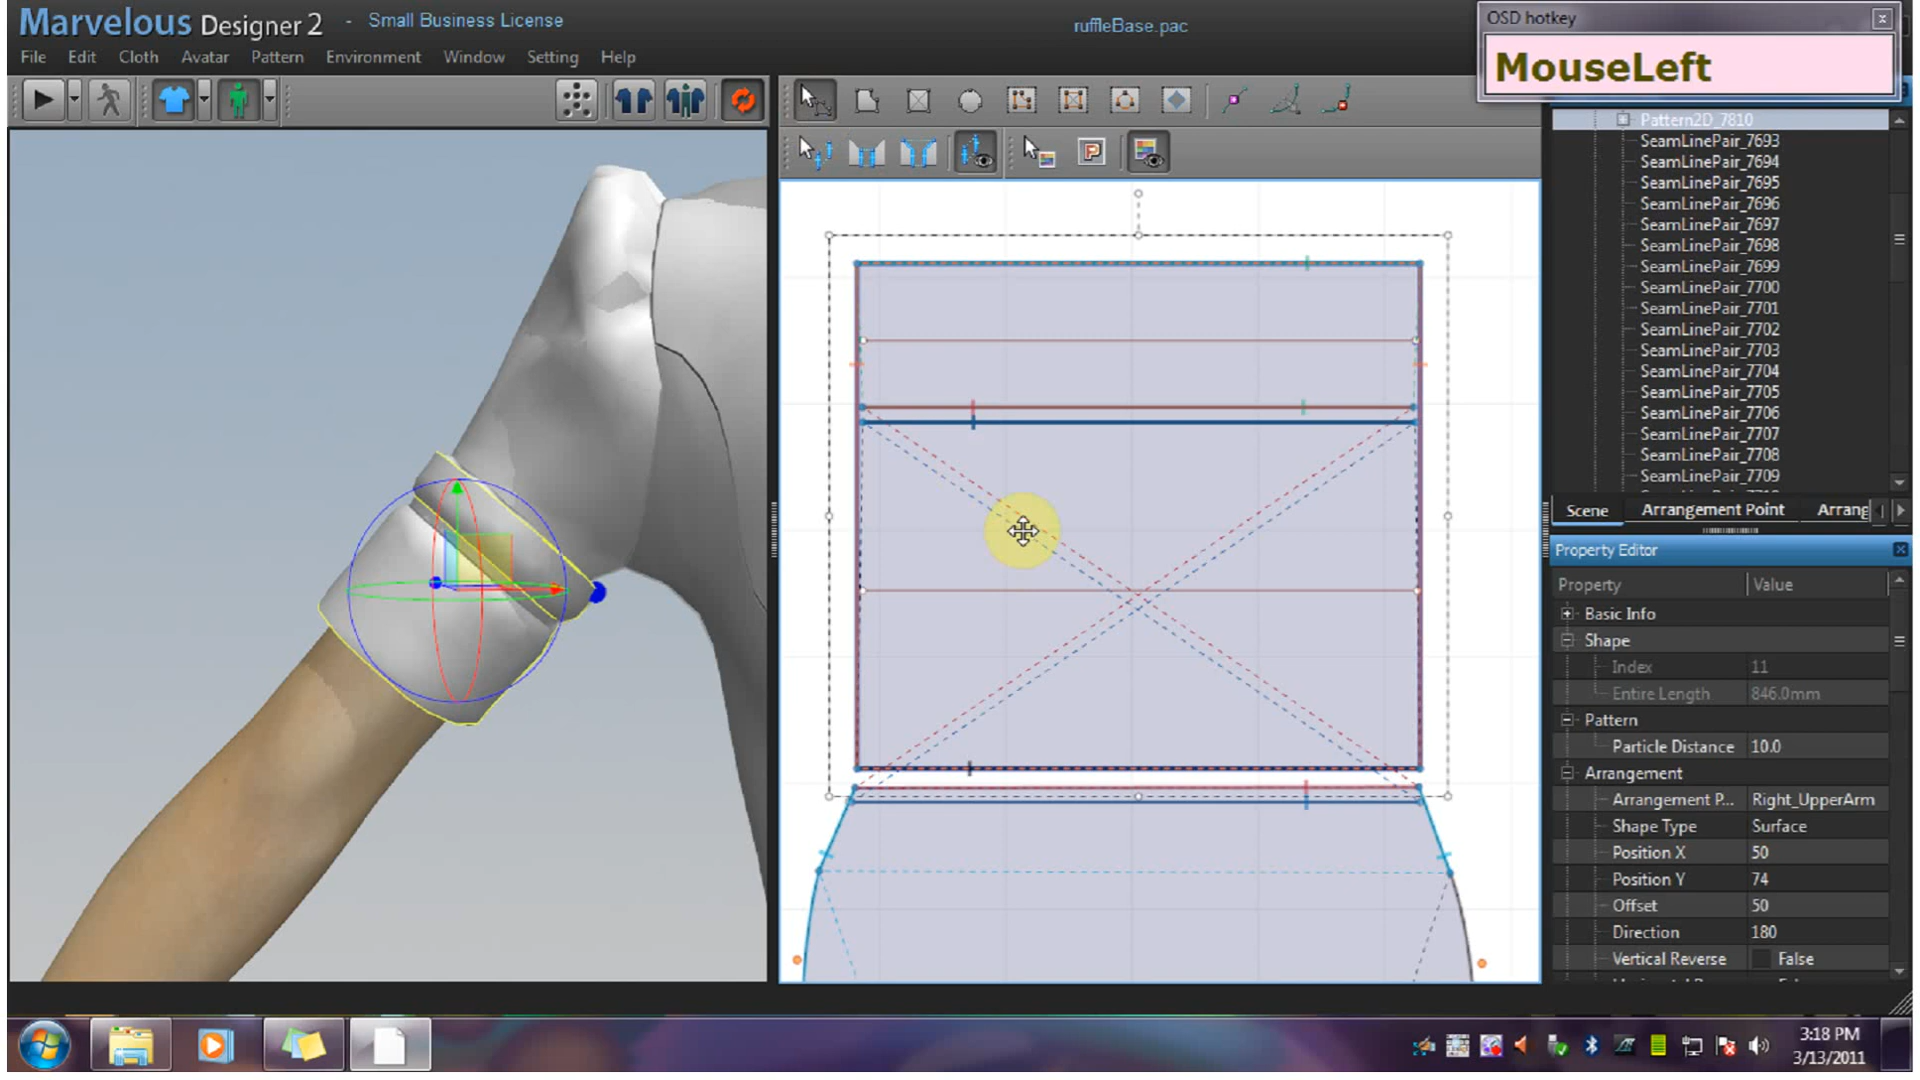 Marvelous Designer 2 - Small Business License
ruffleBase.pac
OSD hotkey
MouseLeft
File Edit Cloth Avatar Pattern Environment Window Setting Help
Pattern2D_7810
SeamLinePair_7693
SeamLinePair_7694
SeamLinePair_7695
SeamLinePair_7696
SeamLinePair_7697
SeamLinePair_7698
SeamLinePair_7699
SeamLinePair_7700
SeamLinePair_7701
SeamLinePair_7702
SeamLinePair_7703
SeamLinePair_7704
SeamLinePair_7705
SeamLinePair_7706
SeamLinePair_7707
SeamLinePair_7708
SeamLinePair_7709
Scene Arrangement Point Arrang
Property Editor
Property Value
Basic Info
Shape
Index 11
Entire Length 846.0mm
Pattern
Particle Distance 10.0
Arrangement
Arrangement P... Right_UpperArm
Shape Type Surface
Position X 50
Position Y 74
Offset 50
Direction 180
Vertical Reverse False
3:18 PM
3/13/2011